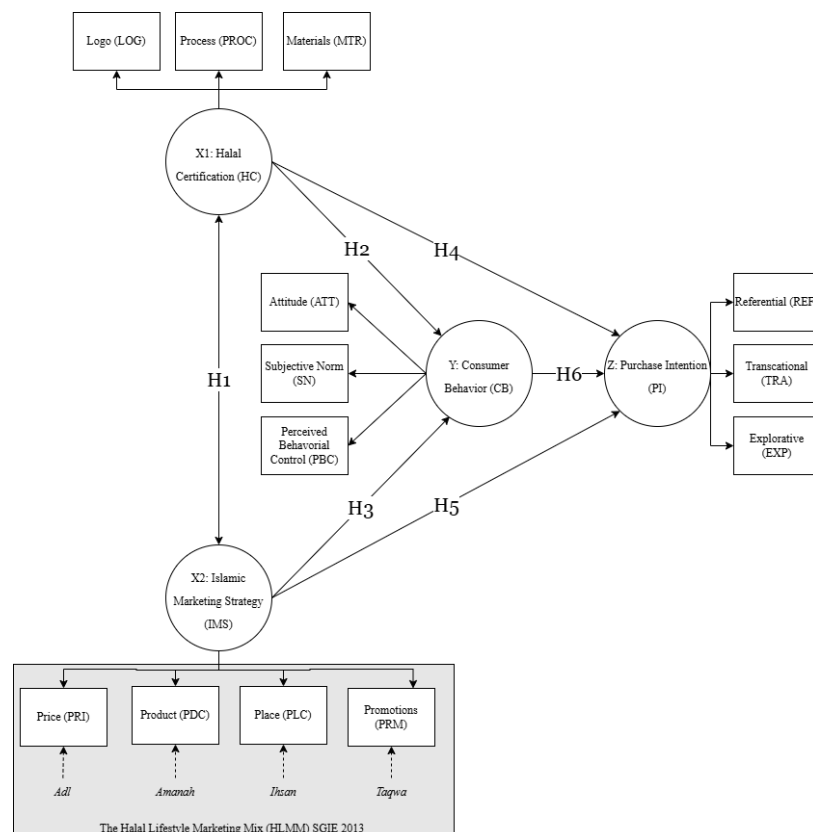 Logo (LOG)
Process (PROC)
Materials (MTR)
X1: Halal
Certification (HC)
H2
H4
Attitude (ATT)
Referential (REF
Subjective Norm
(SN)
Y: Consumer
Behavior (CB)
H6
Z: Purchase Intention
(PI)
Transcational
(TRA)
H1
Perceived
Behavorial
Control (PBC)
Explorative
(EXP)
H3
H5
X2: Islamic
Marketing Strategy
(IMS)
Price (PRI)
Product (PDC)
Place (PLC)
Promotions
(PRM)
Adl
Amanah
Ihsan
Taqwa
The Halal Lifestyle Marketing Mix (HLMM) SGIE 2013